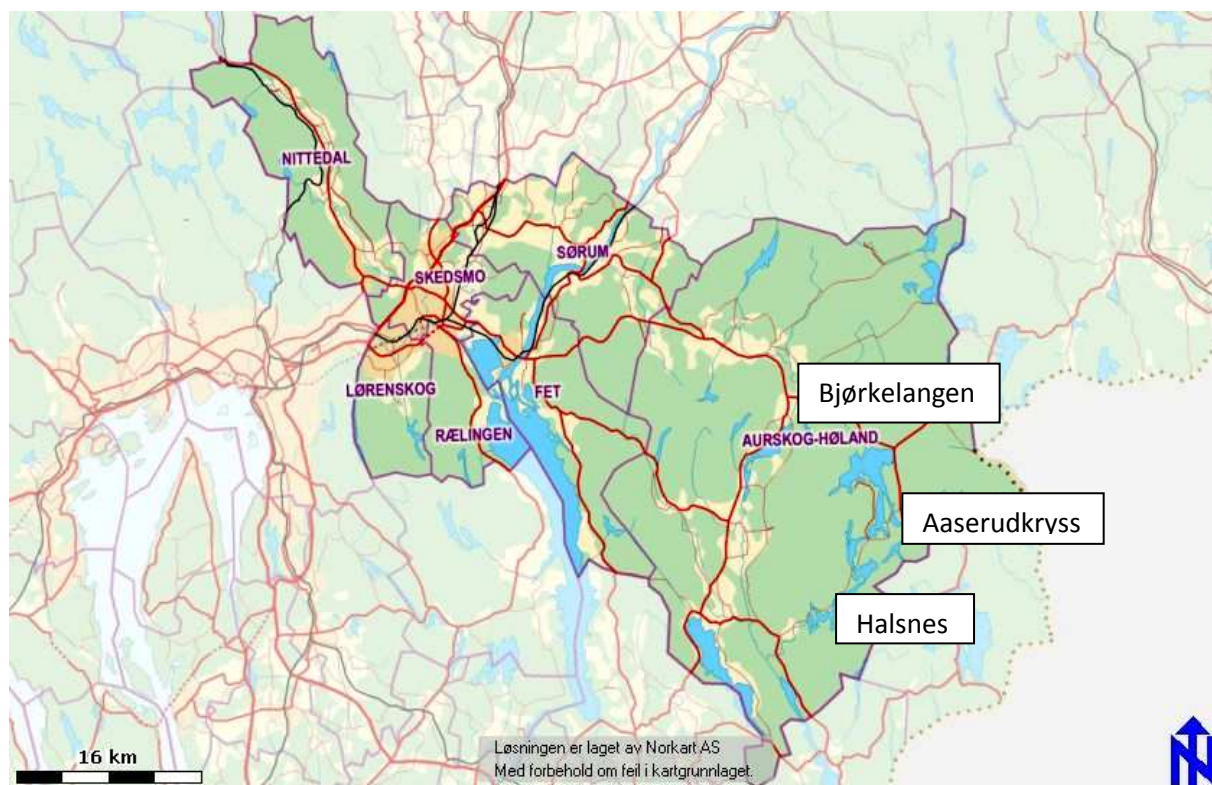 NITTEDAL
SØRUM
SKEDSMO
LØRENSKOG
FET
Bjørkelangen
RÆLINGEN
AURSKOG-HØLAND
Aaserudkryss
Halsnes
16 km
Løsningen er laget av Norkart AS
Med forbehold om feil i kartgrunnlaget.
N